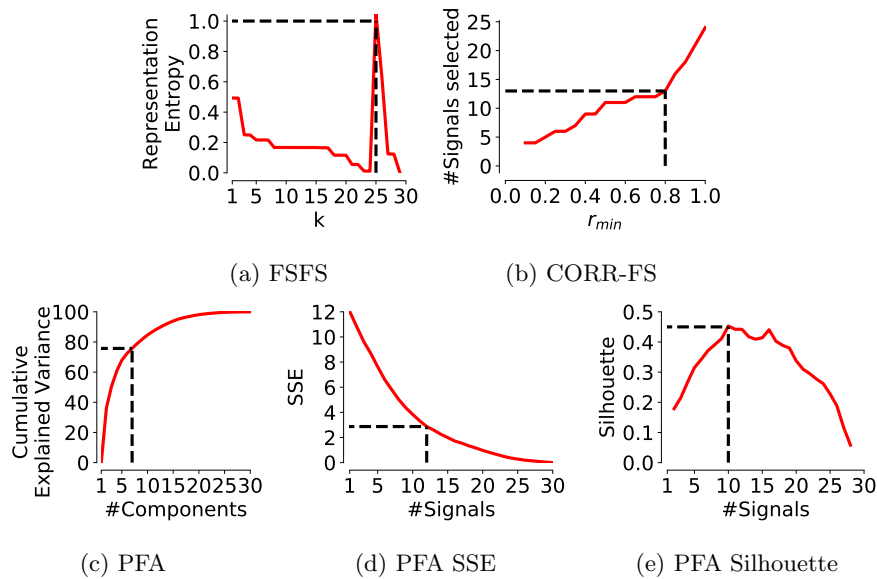 1.0
0.8
0.6
0.4
0.2
0.0
Representation
Entropy
1 5 10 15 20 25 30
k
(a) FSFS
25
20
15
10
5
0
#Signals selected
0.0 0.2 0.4 0.6 0.8 1.0
r_min
(b) CORR-FS
100
80
60
40
20
0
Cumulative
Explained Variance
1 5 10 15 20 25 30
#Components
(c) PFA
12
10
8
6
4
2
0
SSE
1 5 10 15 20 25 30
#Signals
(d) PFA SSE
0.5
0.4
0.3
0.2
0.1
0.0
Silhouette
1 5 10 15 20 25 30
#Signals
(e) PFA Silhouette